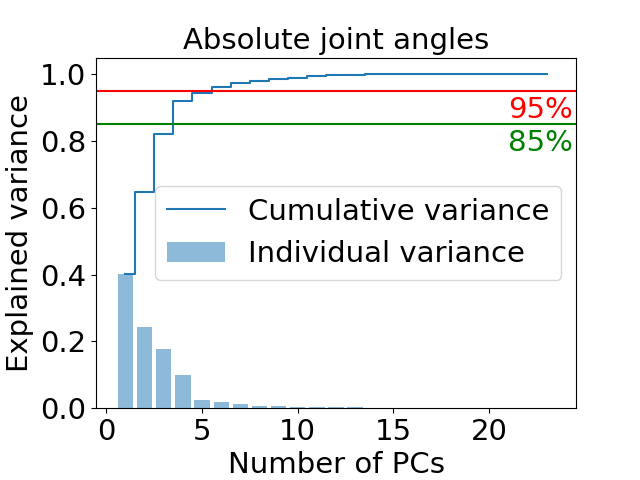 Absolute joint angles
Explained variance
1.0
0.8
0.6
0.4
0.2
0.0
95%
85%
Cumulative variance
Individual variance
0 5 10 15 20
Number of PCs